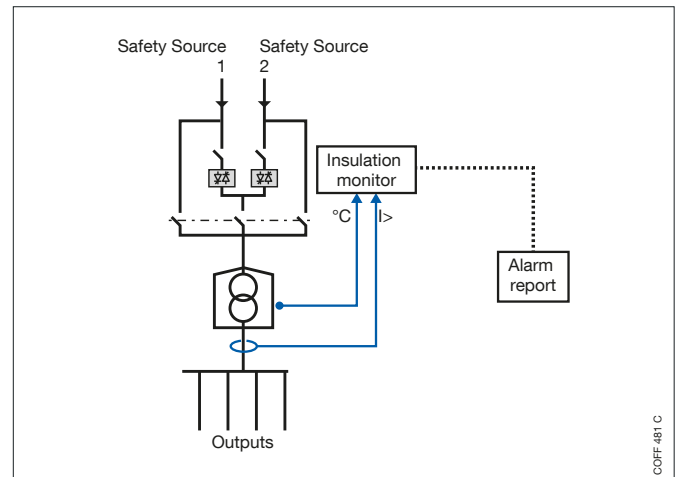 Safety Source
1
Safety Source
2
Insulation
monitor
°C
I>
Alarm
report
Outputs
COFF 481 C